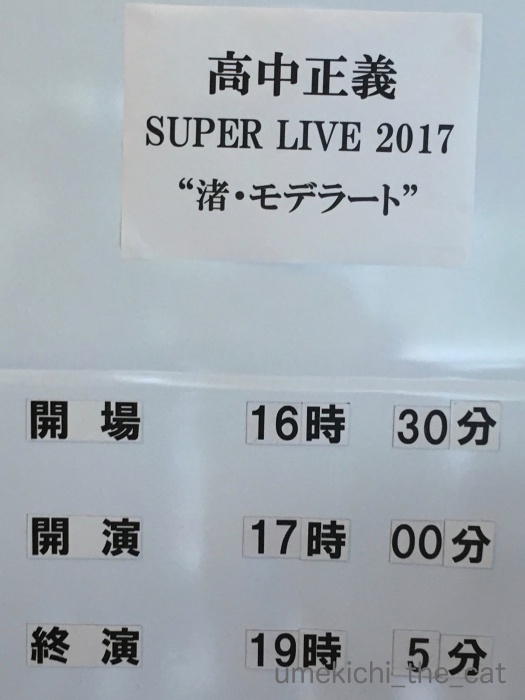 高中正義
SUPER LIVE 2017
“渚・モデラート”
開場 16時 30分
開演 17時 00分
終演 19時 5分
umekichi_the_cat